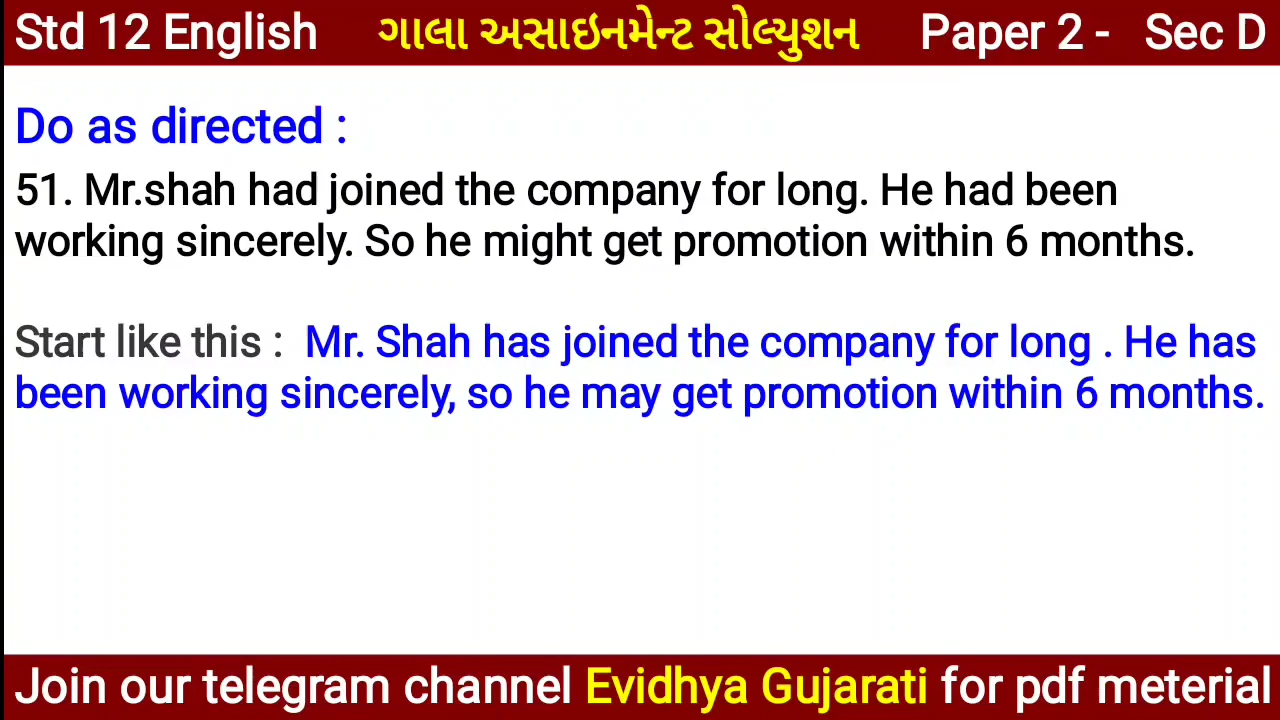 Std 12 English ગાલા અસાઇનમેન્ટ સોલ્યુશન Paper 2 - Sec D
Do as directed :
51. Mr.shah had joined the company for long. He had been
working sincerely. So he might get promotion within 6 months.
Start like this : Mr. Shah has joined the company for long . He has
been working sincerely, so he may get promotion within 6 months.
Join our telegram channel Evidhya Gujarati for pdf meterial